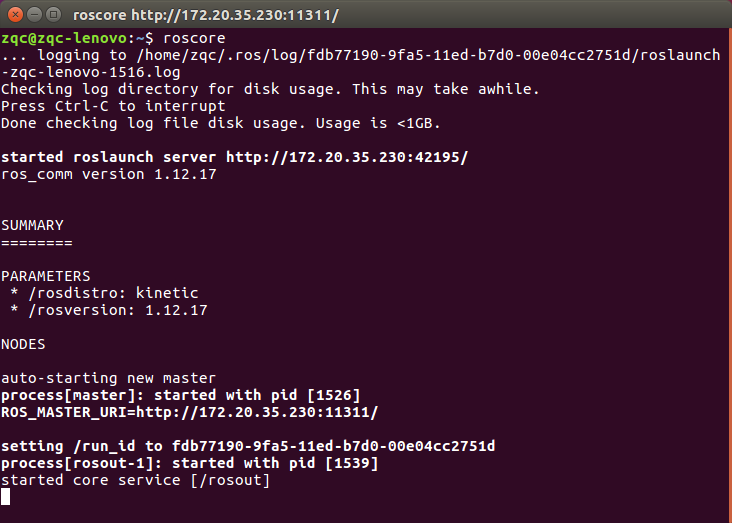 roscore http://172.20.35.230:11311/
zqc@zqc-lenovo:~$ roscore
... logging to /home/zqc/.ros/log/fdb77190-9fa5-11ed-b7d0-00e04cc2751d/roslaunch
-zqc-lenovo-1516.log
Checking log directory for disk usage. This may take awhile.
Press Ctrl-C to interrupt
Done checking log file disk usage. Usage is <1GB.
started roslaunch server http://172.20.35.230:42195/
ros_comm version 1.12.17
SUMMARY
========
PARAMETERS
 * /rosdistro: kinetic
 * /rosversion: 1.12.17
NODES
auto-starting new master
process[master]: started with pid [1526]
ROS_MASTER_URI=http://172.20.35.230:11311/
setting /run_id to fdb77190-9fa5-11ed-b7d0-00e04cc2751d
process[rosout-1]: started with pid [1539]
started core service [/rosout]